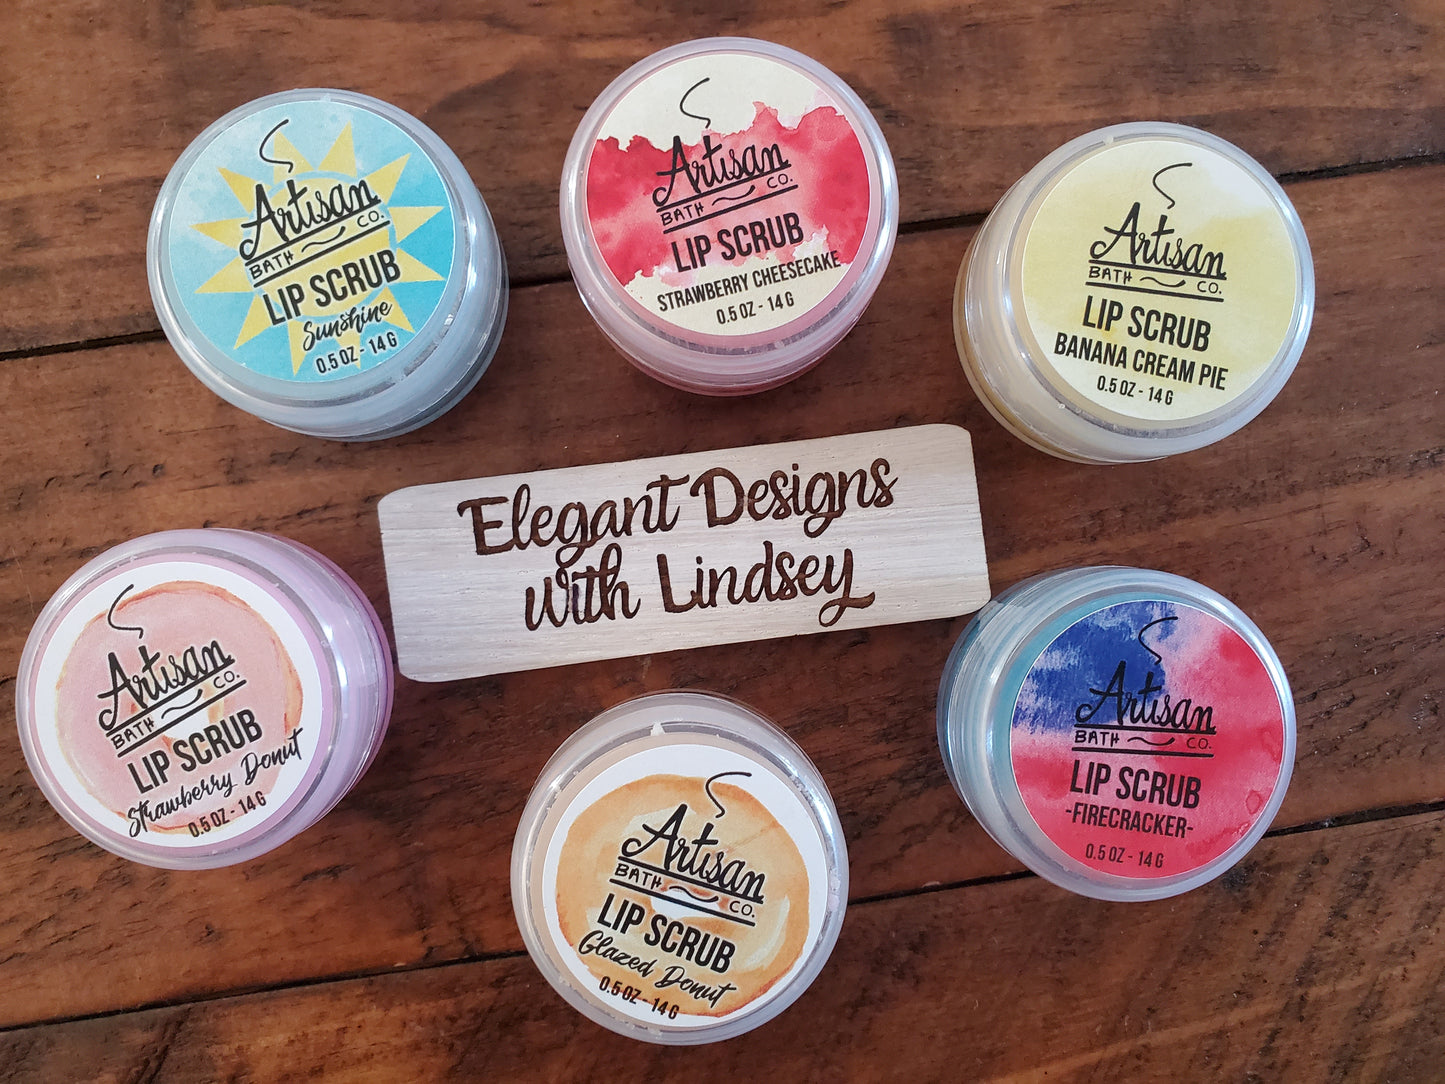 Artisan
BATH CO.
LIP SCRUB
Sunshine
0.5 OZ - 14 G
Artisan
BATH CO.
LIP SCRUB
STRAWBERRY CHEESECAKE
0.5 OZ - 14 G
Artisan
BATH CO.
LIP SCRUB
BANANA CREAM PIE
0.5 OZ - 14 G
Elegant Designs
with Lindsey
Artisan
BATH CO.
LIP SCRUB
Strawberry Donut
0.5 OZ - 14 G
Artisan
BATH CO.
LIP SCRUB
Glazed Donut
0.5 OZ - 14 G
Artisan
BATH CO.
LIP SCRUB
-FIRECRACKER-
0.5 OZ - 14 G